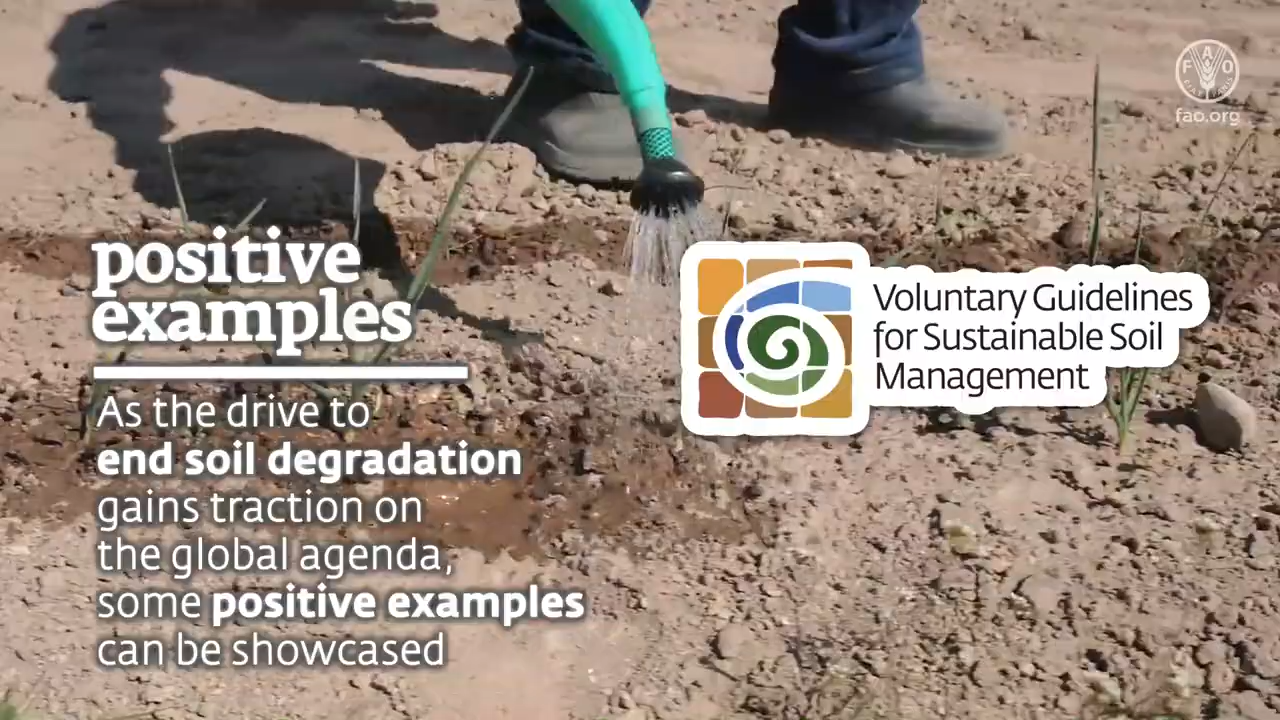 FAO
fao.org
positive
examples
As the drive to
end soil degradation
gains traction on
the global agenda,
some positive examples
can be showcased
Voluntary Guidelines
for Sustainable Soil
Management